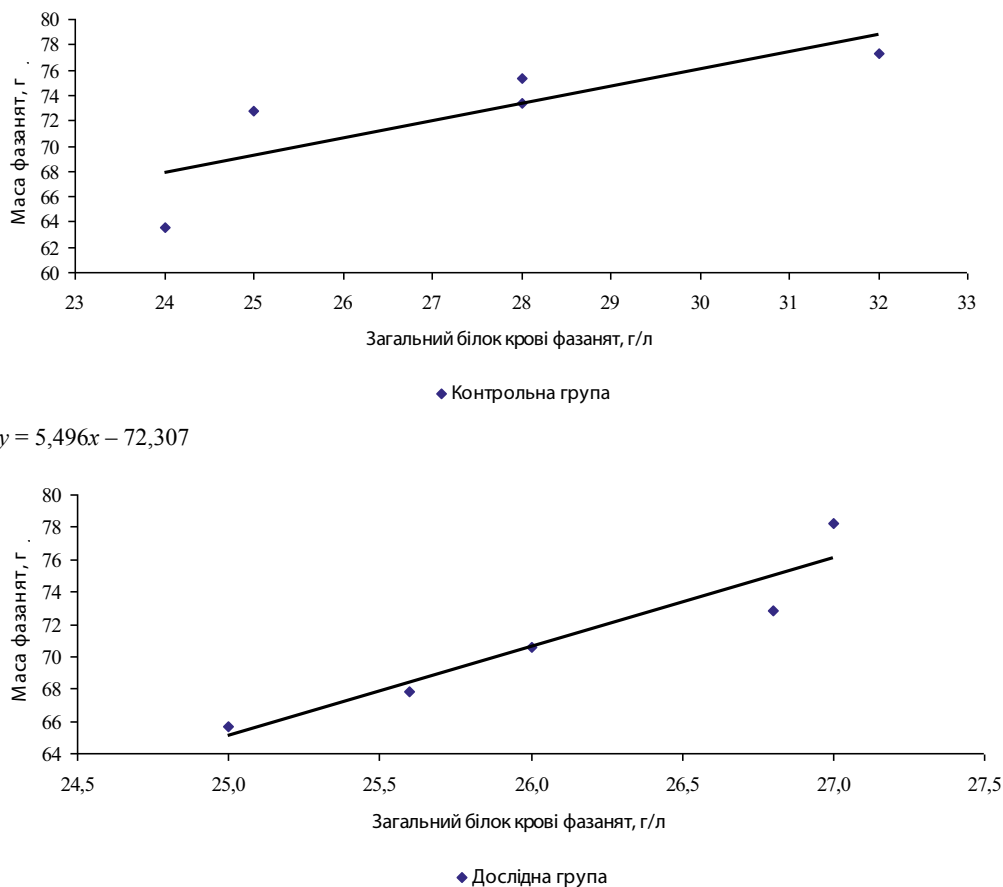 80
78
76
74
72
70
68
66
64
62
60
Маса фазанят, г
23 24 25 26 27 28 29 30 31 32 33
Загальний білок крові фазанят, г/л
Контрольна група
y = 5,496x – 72,307
80
78
76
74
72
70
68
66
64
Маса фазанят, г
24,5 25,0 25,5 26,0 26,5 27,0 27,5
Загальний білок крові фазанят, г/л
Дослідна група